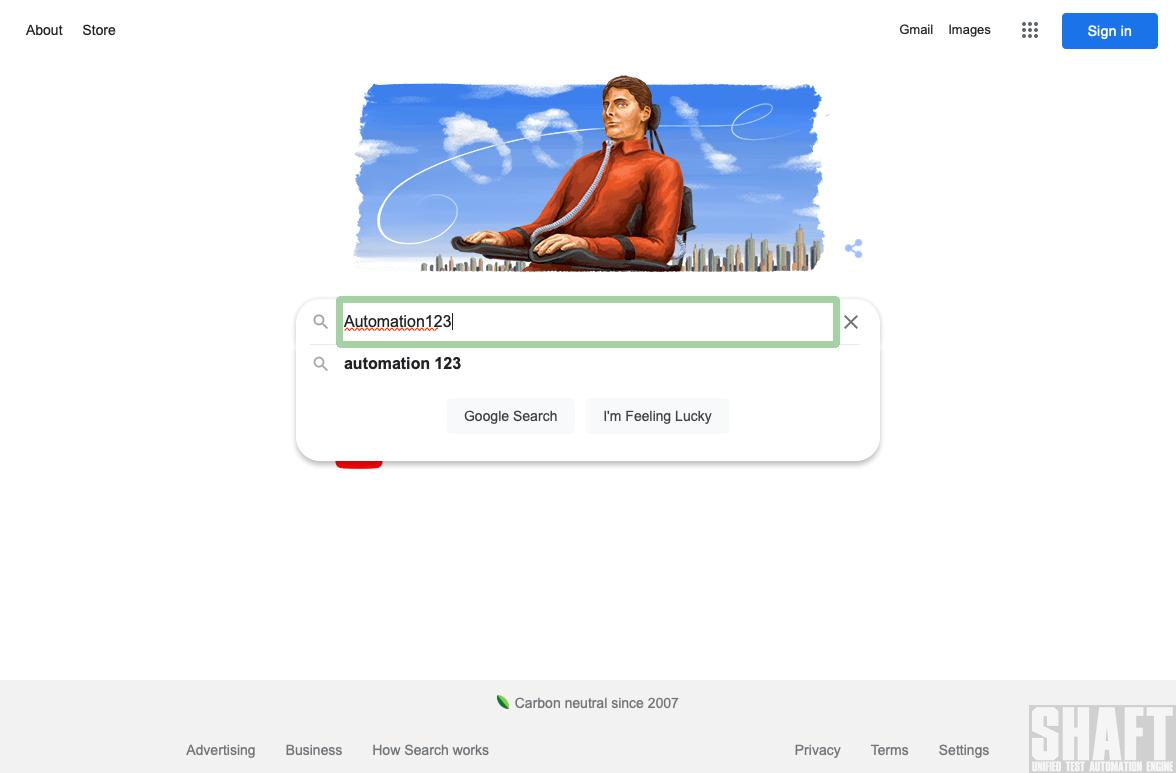 About Store Gmail Images Sign in
Automation123
automation 123
Google Search I'm Feeling Lucky
Carbon neutral since 2007
Advertising Business How Search works Privacy Terms Settings
SHAFT
UNIFIED TEST AUTOMATION ENGINE